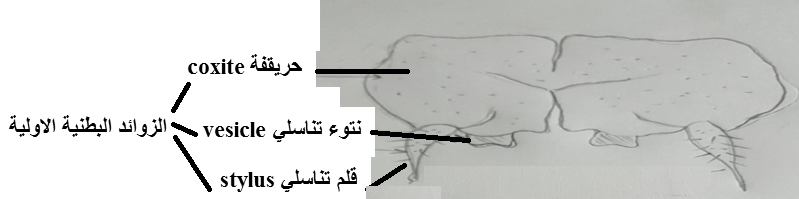 حريقفة coxite
الزوائد البطنية الاولية
نتوء تناسلي vesicle
قلم تناسلي stylus